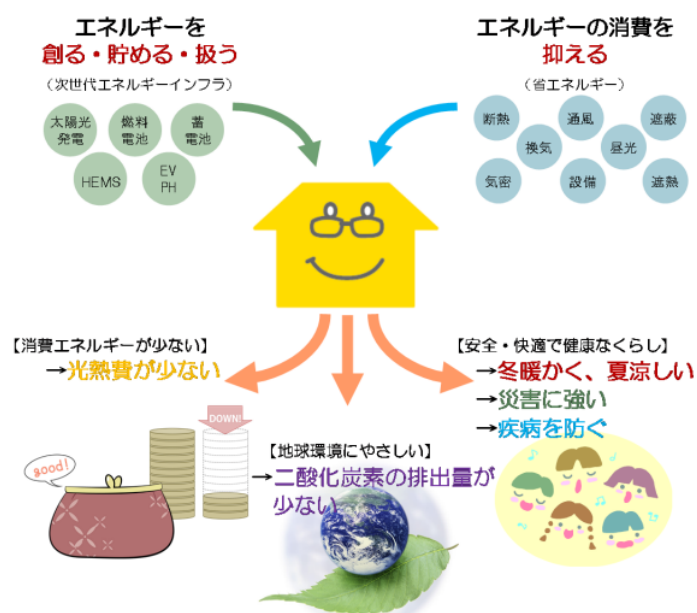 エネルギーを
創る・貯める・扱う
（次世代エネルギーインフラ）
太陽光
発電
燃料
電池
蓄
電池
HEMS
EV
PH
エネルギーの消費を
抑える
（省エネルギー）
断熱
通風
遮蔽
換気
昼光
気密
設備
遮熱
【消費エネルギーが少ない】
→光熱費が少ない
DOWN!
good!
【地球環境にやさしい】
→二酸化炭素の排出量が
少ない
【安全・快適で健康なくらし】
→冬暖かく、夏涼しい
→災害に強い
→疾病を防ぐ